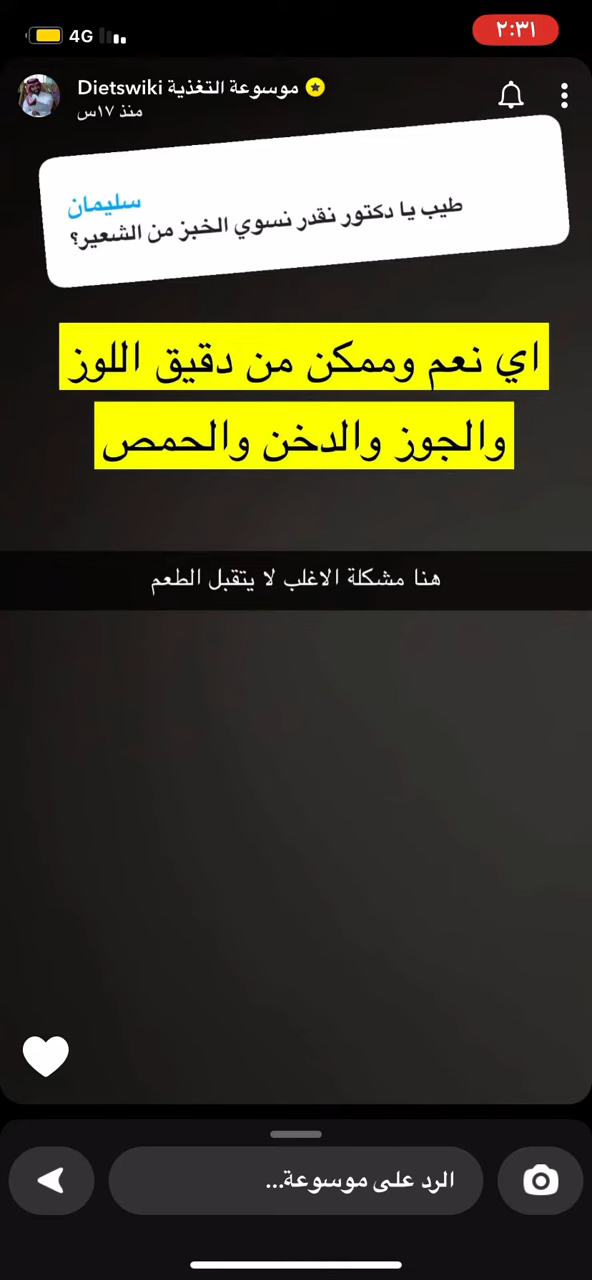 4G
٢:٣١
موسوعة التغذية Dietswiki
منذ ١٧س
سليمان
طيب يا دكتور نقدر نسوي الخبز من الشعير؟
اي نعم وممكن من دقيق اللوز
والجوز والدخن والحمص
هنا مشكلة الاغلب لا يتقبل الطعم
الرد على موسوعة...